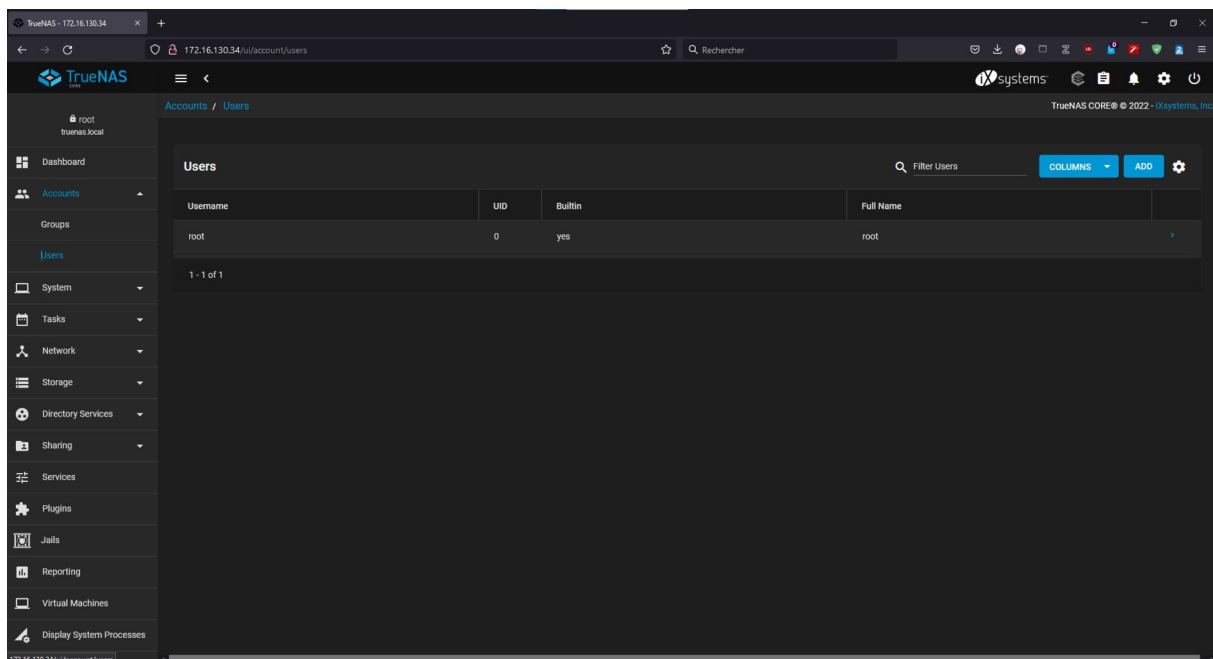 TrueNAS - 172.16.130.34
172.16.130.34/ui/account/users
Rechercher
TrueNAS
CORE
iXsystems
root
truenas.local
Accounts / Users
TrueNAS CORE® © 2022 - iXsystems, Inc.
Dashboard
Accounts
Groups
Users
System
Tasks
Network
Storage
Directory Services
Sharing
Services
Plugins
Jails
Reporting
Virtual Machines
Display System Processes
Users
Filter Users
COLUMNS
ADD
Username UID Builtin Full Name
root 0 yes root
1 - 1 of 1